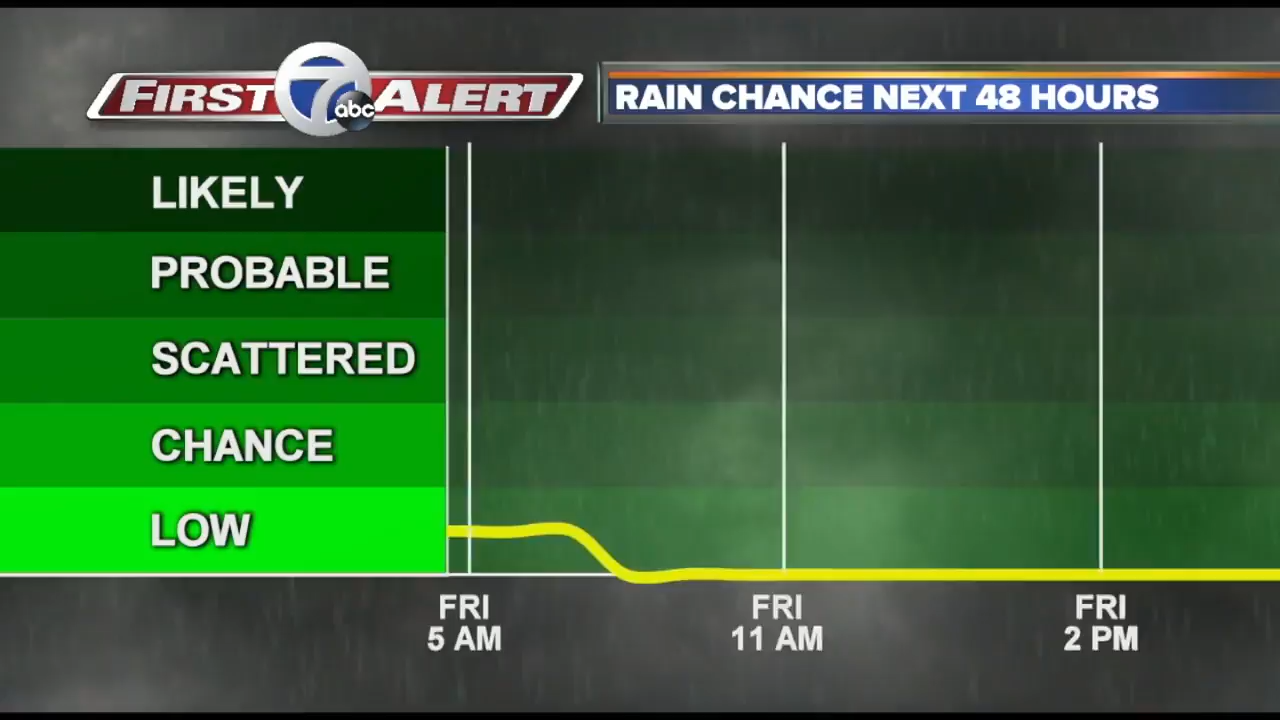 FIRST 7 abc ALERT
RAIN CHANCE NEXT 48 HOURS
LIKELY
PROBABLE
SCATTERED
CHANCE
LOW
FRI
5 AM
FRI
11 AM
FRI
2 PM